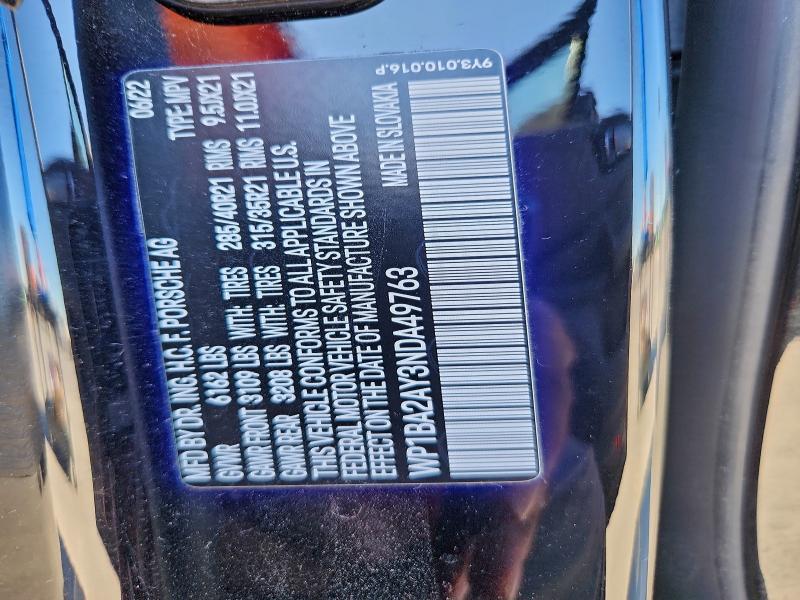 MFD BY DR. ING. H.C. F. PORSCHE AG 06/22
GVWR 6162 LBS TYPE: MPV
GAWR FRONT 3109 LBS WITH: TIRES 285/40R21 RIMS 9.5JX21
GAWR REAR 3208 LBS WITH: TIRES 315/35R21 RIMS 11.0JX21
THIS VEHICLE CONFORMS TO ALL APPLICABLE U.S.
FEDERAL MOTOR VEHICLE SAFETY STANDARDS IN
EFFECT ON THE DATE OF MANUFACTURE SHOWN ABOVE
WP1BA2AY3NDA49763 MADE IN SLOVAKIA
9Y3.010.016.P